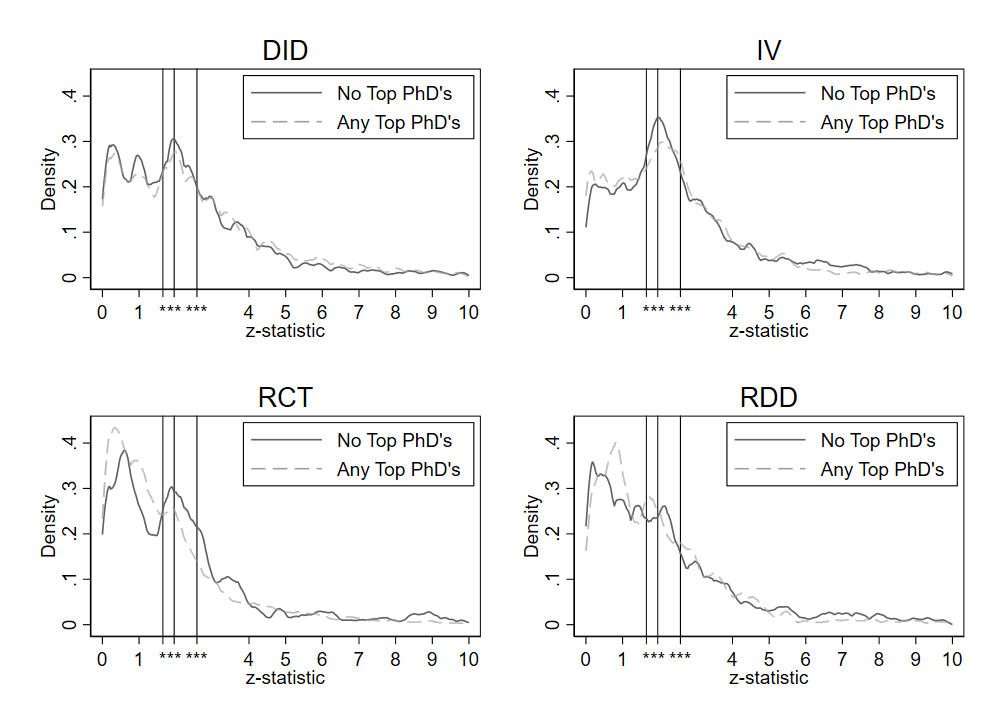 DID
No Top PhD's
Any Top PhD's
Density
0 .1 .2 .3 .4
0 1 *** *** 4 5 6 7 8 9 10
z-statistic
IV
No Top PhD's
Any Top PhD's
Density
0 .1 .2 .3 .4
0 1 *** *** 4 5 6 7 8 9 10
z-statistic
RCT
No Top PhD's
Any Top PhD's
Density
0 .1 .2 .3 .4
0 1 *** *** 4 5 6 7 8 9 10
z-statistic
RDD
No Top PhD's
Any Top PhD's
Density
0 .1 .2 .3 .4
0 1 *** *** 4 5 6 7 8 9 10
z-statistic